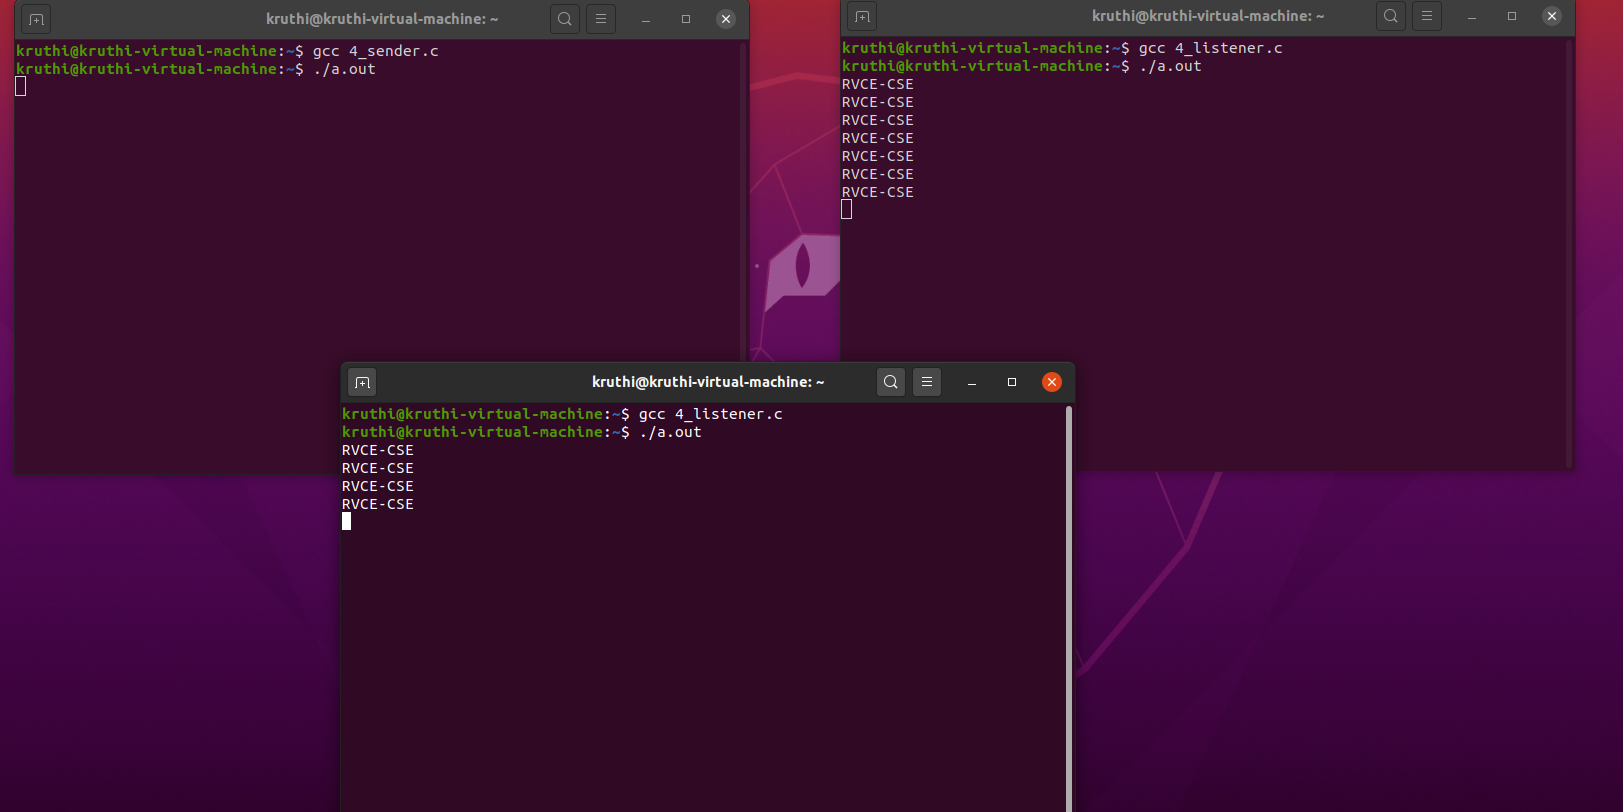 kruthi@kruthi-virtual-machine: ~
kruthi@kruthi-virtual-machine:~$ gcc 4_sender.c
kruthi@kruthi-virtual-machine:~$ ./a.out
kruthi@kruthi-virtual-machine: ~
kruthi@kruthi-virtual-machine:~$ gcc 4_listener.c
kruthi@kruthi-virtual-machine:~$ ./a.out
RVCE-CSE
RVCE-CSE
RVCE-CSE
RVCE-CSE
RVCE-CSE
RVCE-CSE
RVCE-CSE
kruthi@kruthi-virtual-machine: ~
kruthi@kruthi-virtual-machine:~$ gcc 4_listener.c
kruthi@kruthi-virtual-machine:~$ ./a.out
RVCE-CSE
RVCE-CSE
RVCE-CSE
RVCE-CSE